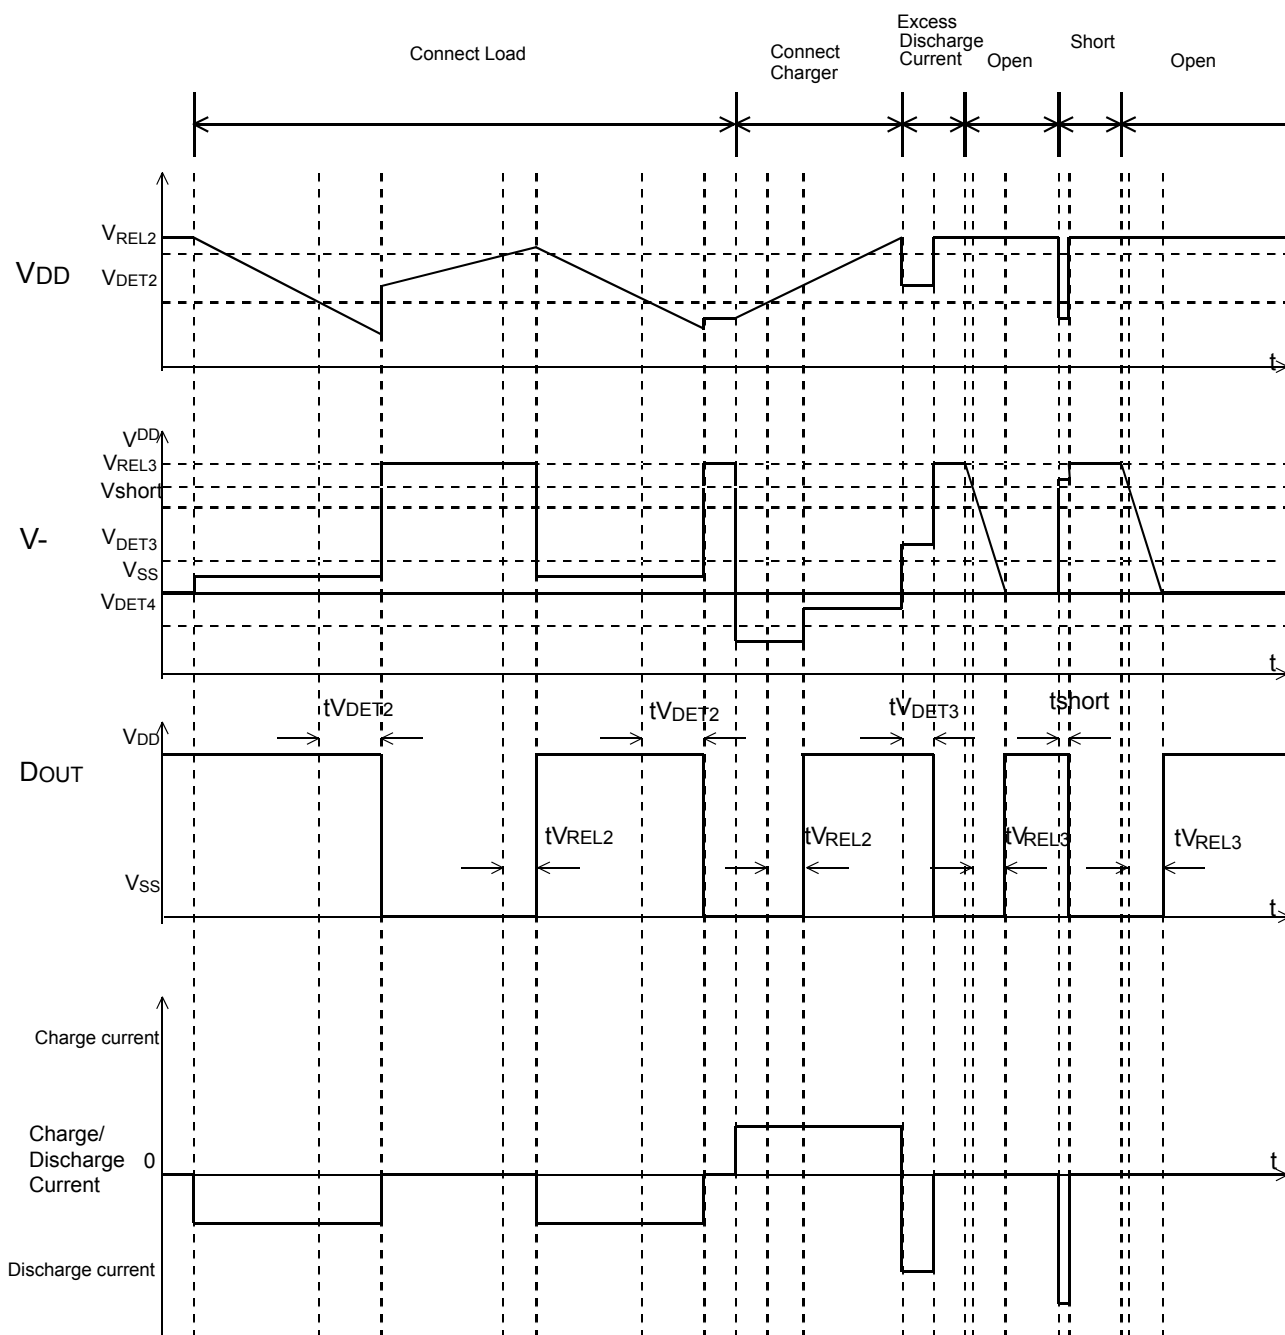 Connect Load
Connect
Charger
Excess
Discharge
Current
Open
Short
Open
VREL2
VDD
VDET2
t
VDD
VREL3
Vshort
V-
VDET3
VSS
VDET4
t
tVDET2
tVDET2
tVDET3
tshort
VDD
DOUT
tVREL2
tVREL2
tVREL3
tVREL3
VSS
t
Charge current
Charge/
Discharge 0
Current
t
Discharge current